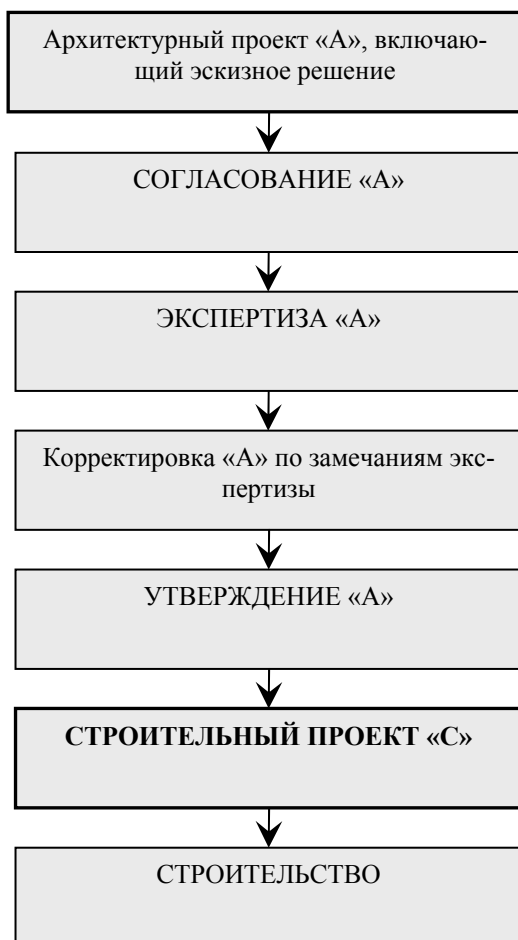 Архитектурный проект «А», включаю-
щий эскизное решение
СОГЛАСОВАНИЕ «А»
ЭКСПЕРТИЗА «А»
Корректировка «А» по замечаниям экс-
пертизы
УТВЕРЖДЕНИЕ «А»
СТРОИТЕЛЬНЫЙ ПРОЕКТ «С»
СТРОИТЕЛЬСТВО